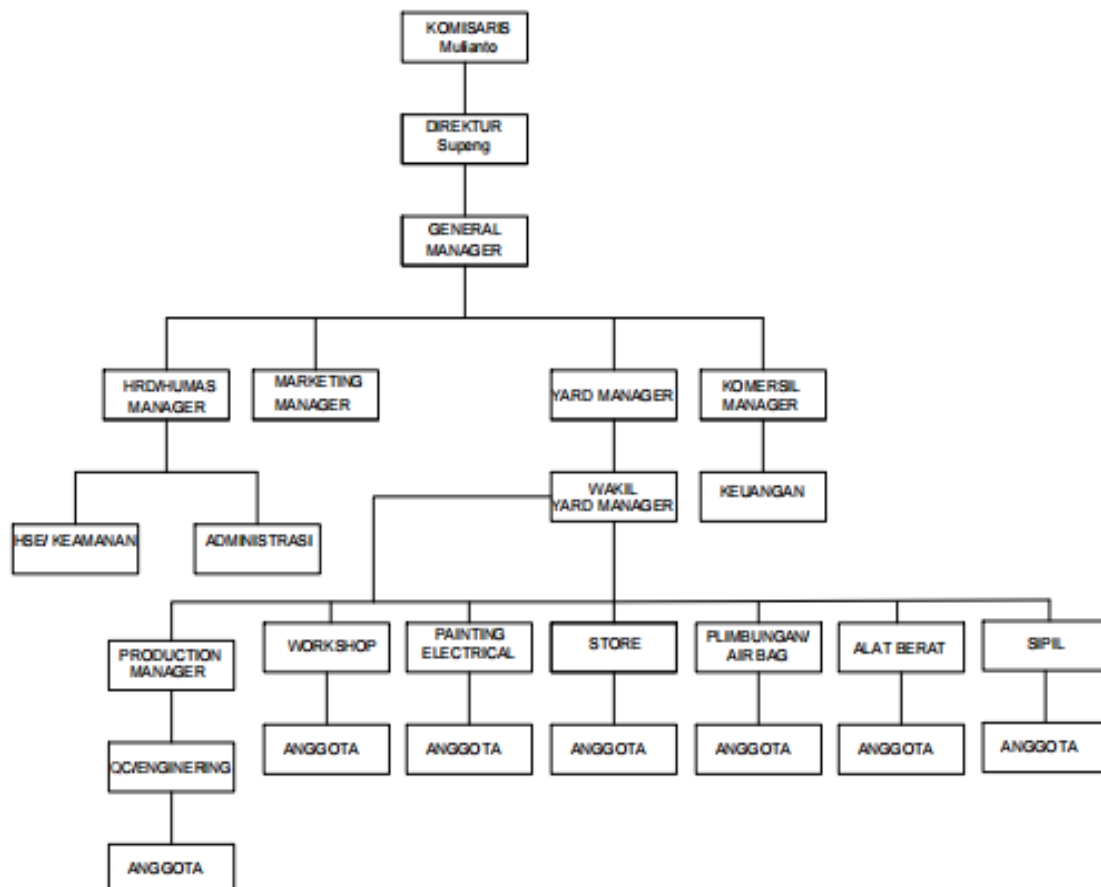 KOMISARIS
Mulianto
DIREKTUR
Supeng
GENERAL
MANAGER
HRD/HUMAS
MANAGER
MARKETING
MANAGER
YARD MANAGER
KOMERSIL
MANAGER
WAKIL
YARD MANAGER
KEUANGAN
HSE/ KEAMANAN
ADMINISTRASI
PRODUCTION
MANAGER
WORKSHOP
PAINTING
ELECTRICAL
STORE
PLIMBUNGAN/
AIR BAG
ALAT BERAT
SIPIL
QC/ENGINERING
ANGGOTA
ANGGOTA
ANGGOTA
ANGGOTA
ANGGOTA
ANGGOTA
ANGGOTA